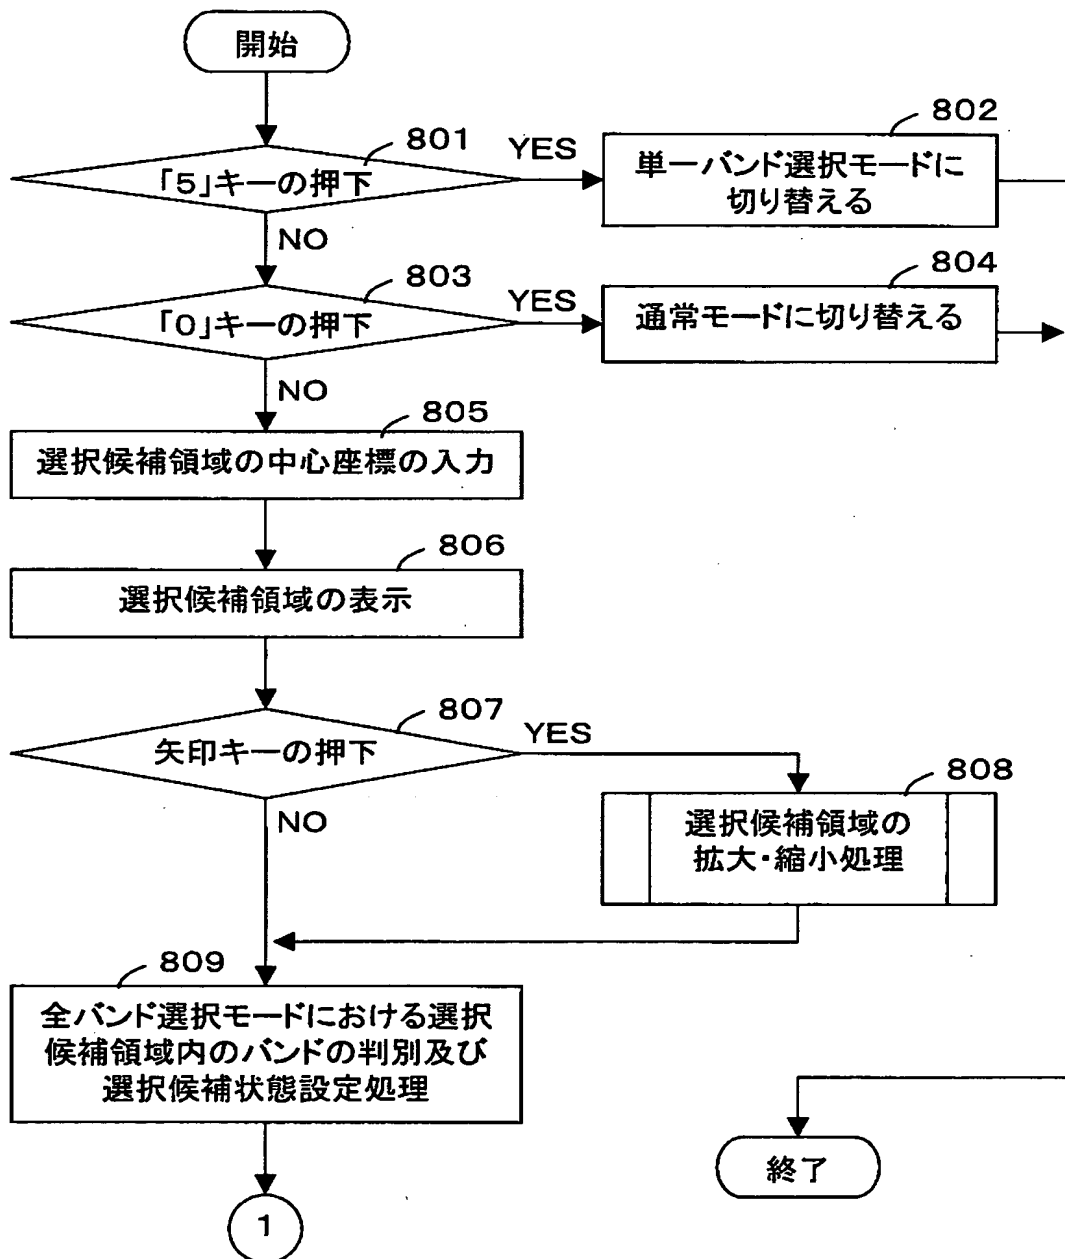 開始
801
「5」キーの押下
YES
802
単一バンド選択モードに
切り替える
NO
803
「0」キーの押下
YES
804
通常モードに切り替える
NO
805
選択候補領域の中心座標の入力
806
選択候補領域の表示
807
矢印キーの押下
YES
808
選択候補領域の
拡大・縮小処理
NO
809
全バンド選択モードにおける選択
候補領域内のバンドの判別及び
選択候補状態設定処理
終了
1